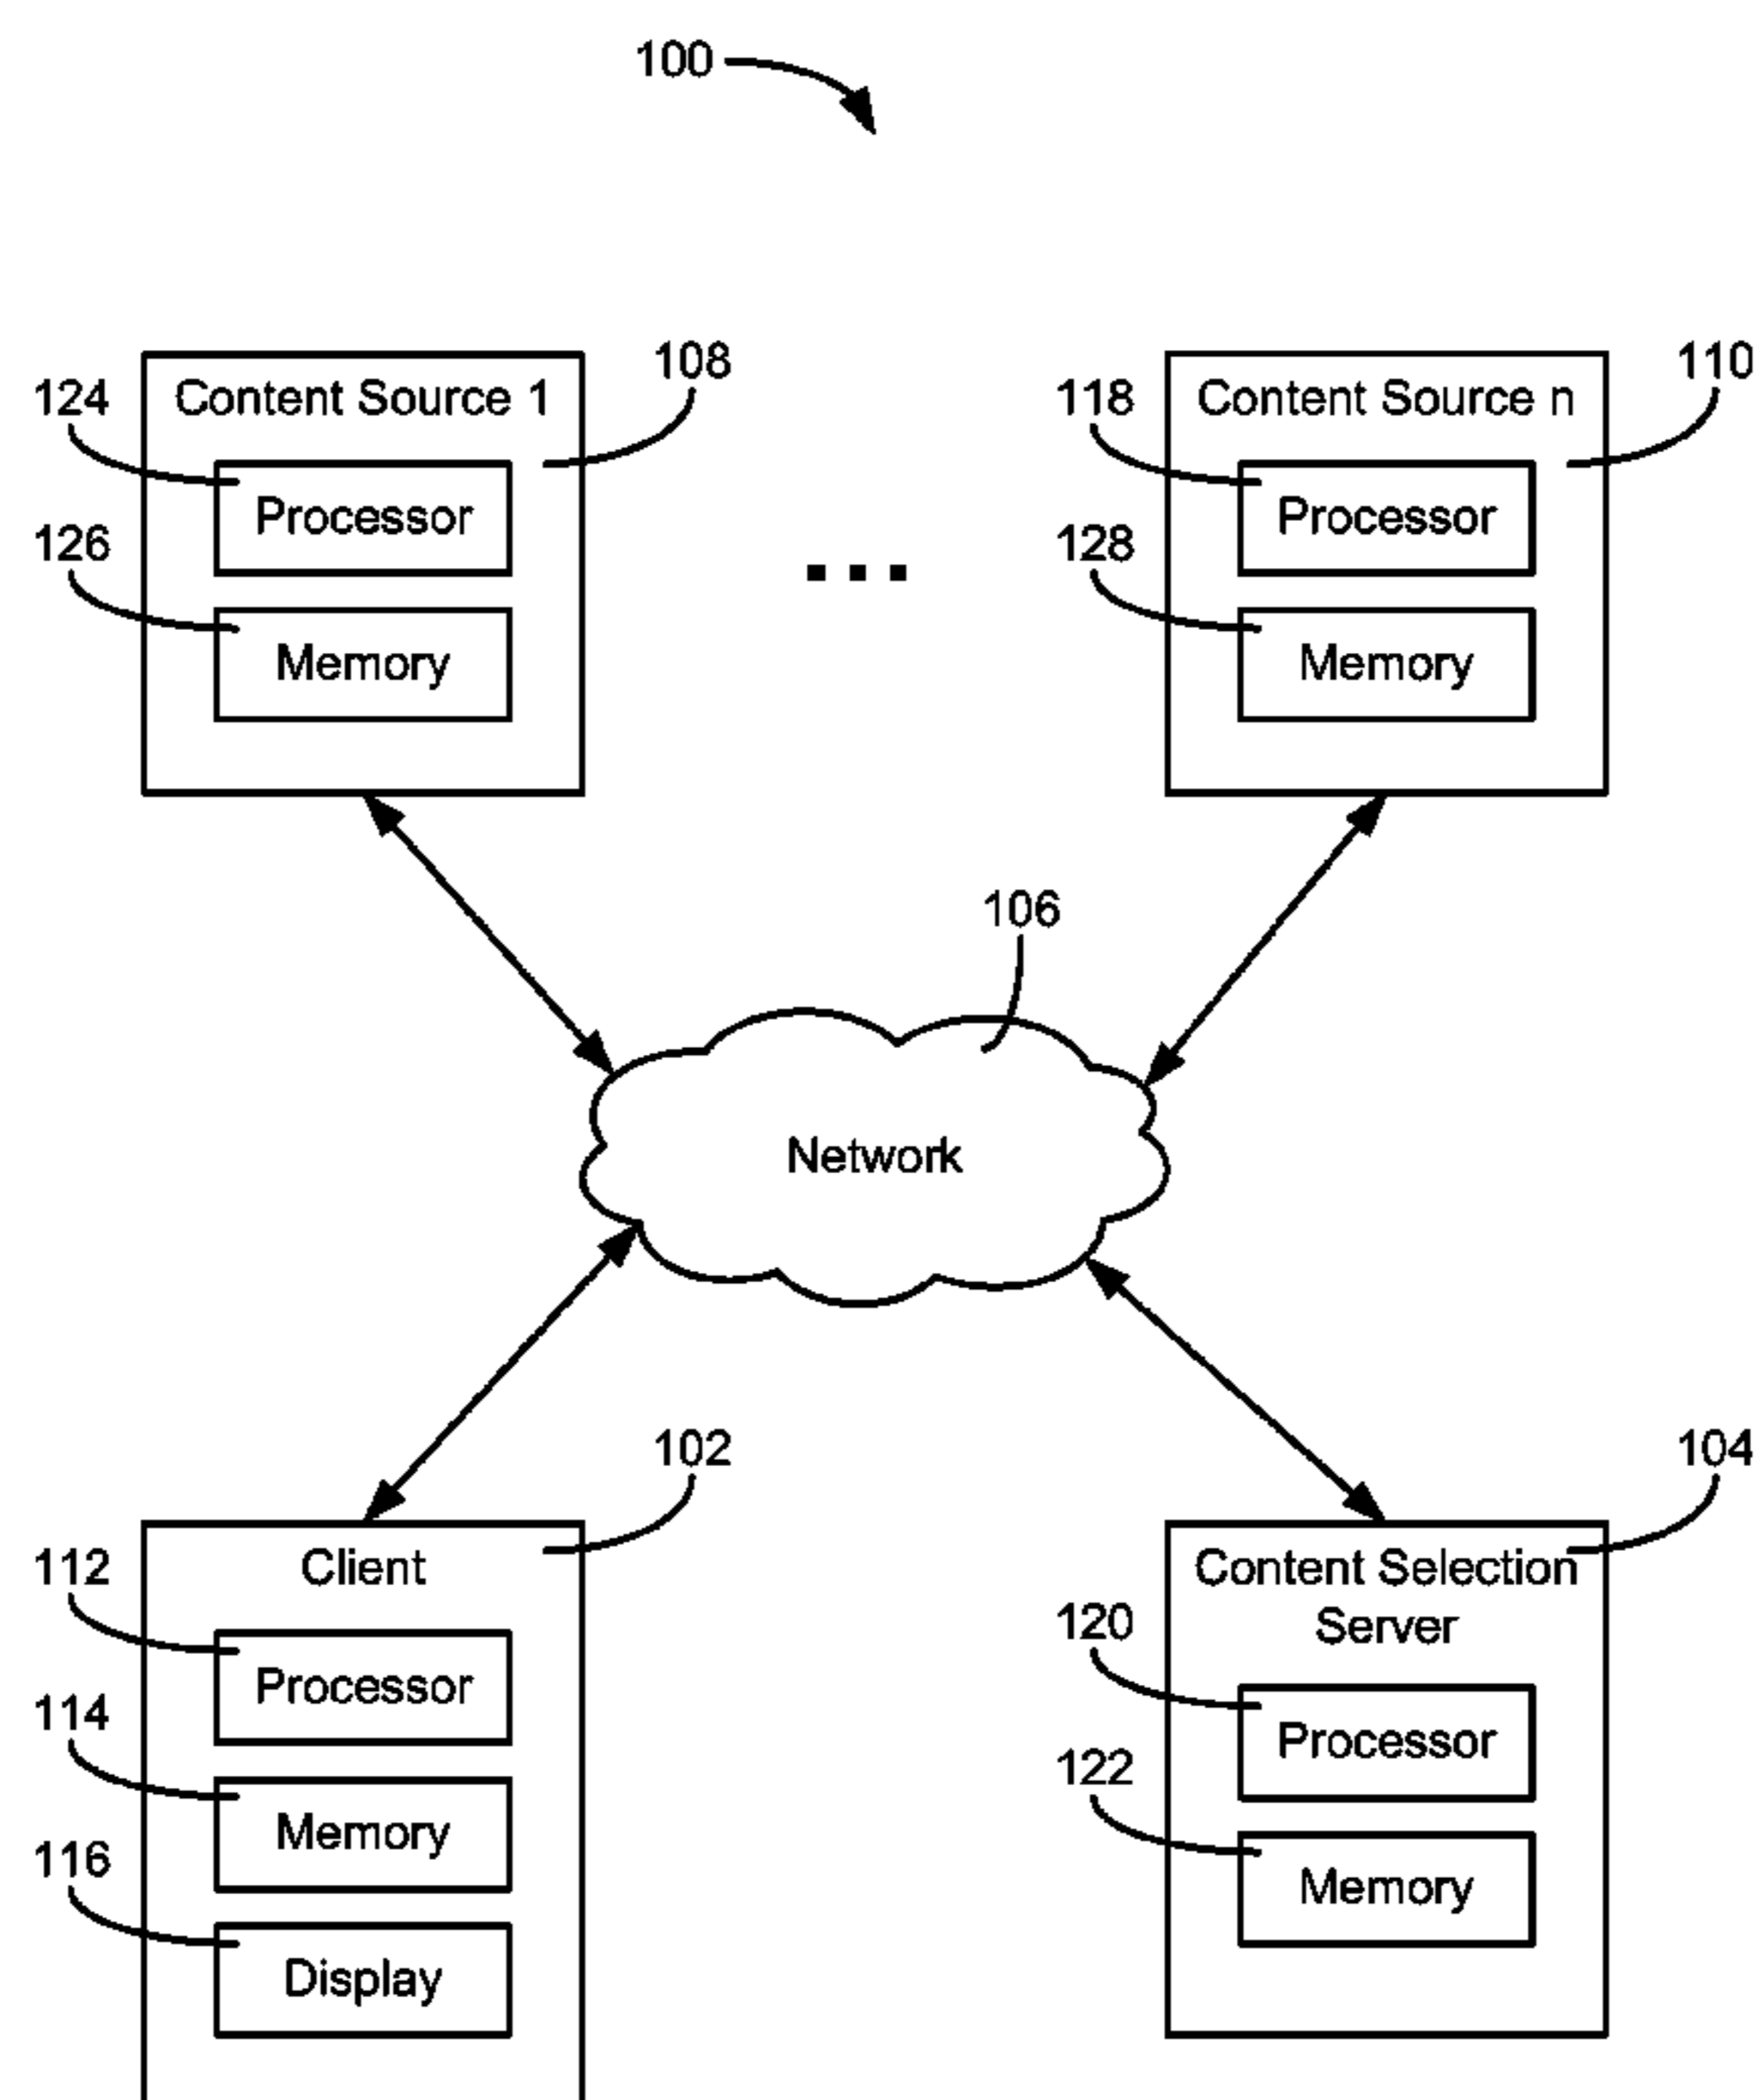 100
108
110
124
Content Source 1
118
Content Source n
Processor
Processor
126
128
Memory
Memory
106
Network
102
104
112
Client
Content Selection
Server
120
Processor
Processor
114
122
Memory
Memory
116
Display